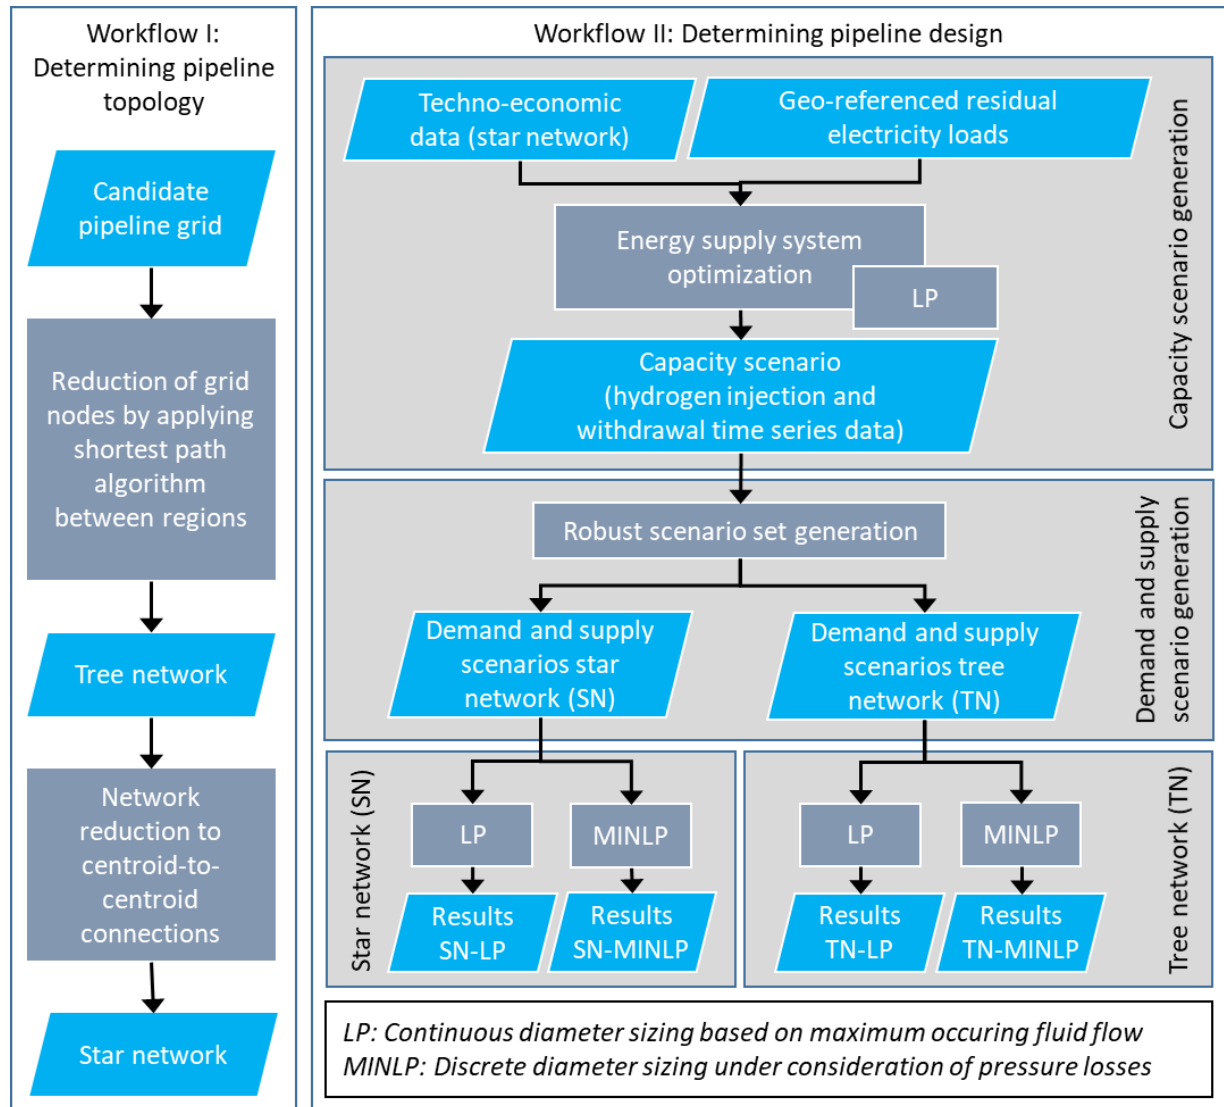 Workflow I:
Determining pipeline
topology
Candidate
pipeline grid
Reduction of grid
nodes by applying
shortest path
algorithm
between regions
Tree network
Network
reduction to
centroid-to-
centroid
connections
Star network
Workflow II: Determining pipeline design
Techno-economic
data (star network)
Geo-referenced residual
electricity loads
Energy supply system
optimization
LP
Capacity scenario
(hydrogen injection and
withdrawal time series data)
Capacity scenario generation
Robust scenario set generation
Demand and supply
scenarios star
network (SN)
Demand and supply
scenarios tree
network (TN)
Demand and supply
scenario generation
Star network (SN)
LP
MINLP
Results
SN-LP
Results
SN-MINLP
LP
MINLP
Results
TN-LP
Results
TN-MINLP
Tree network (TN)
LP: Continuous diameter sizing based on maximum occuring fluid flow
MINLP: Discrete diameter sizing under consideration of pressure losses